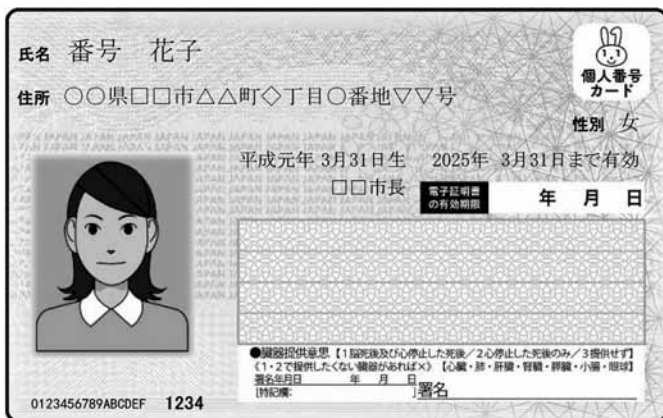 氏名 番号 花子
個人番号
カード
住所 ○○県□□市△△町◇丁目○番地▽▽号
性別 女
平成元年 3月31日生 2025年 3月31日まで有効
□□市長
電子証明書
の有効期限
年 月 日
●臓器提供意思【1脳死後及び心停止した死後/2心停止した死後のみ/3提供せず】
《1・2で提供したくない臓器があれば×》【心臓・肺・肝臓・腎臓・膵臓・小腸・眼球】
署名年月日 年 月 日
[特記欄: ] 署名
0123456789ABCDEF 1234